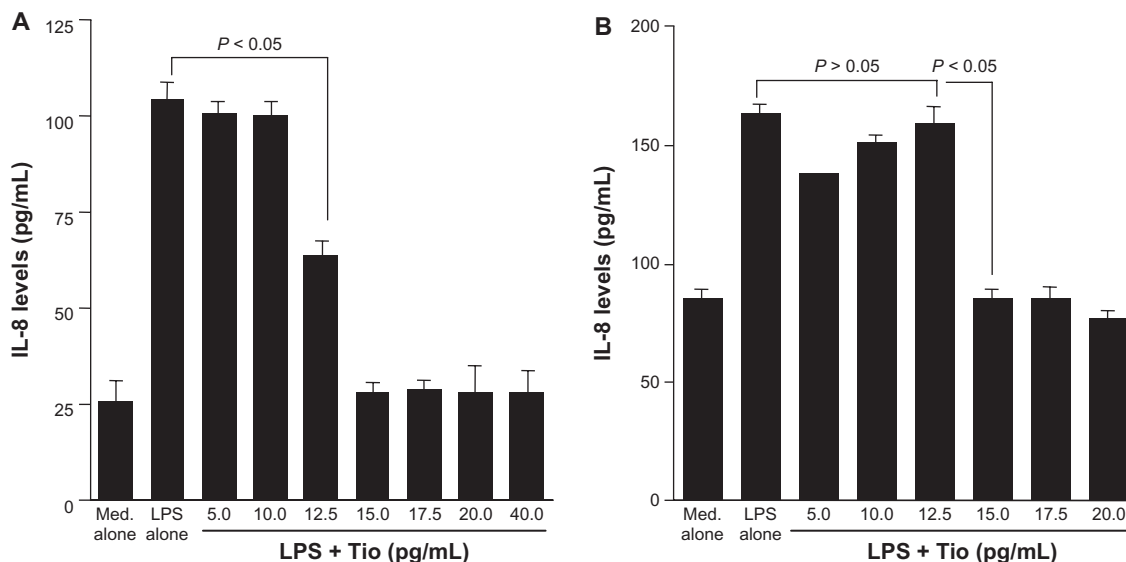 A
IL-8 levels (pg/mL)
125
100
75
50
25
0
P < 0.05
Med. alone
LPS alone
5.0 10.0 12.5 15.0 17.5 20.0 40.0
LPS + Tio (pg/mL)
B
IL-8 levels (pg/mL)
200
150
100
50
0
P > 0.05 P < 0.05
Med. alone
LPS alone
5.0 10.0 12.5 15.0 17.5 20.0
LPS + Tio (pg/mL)